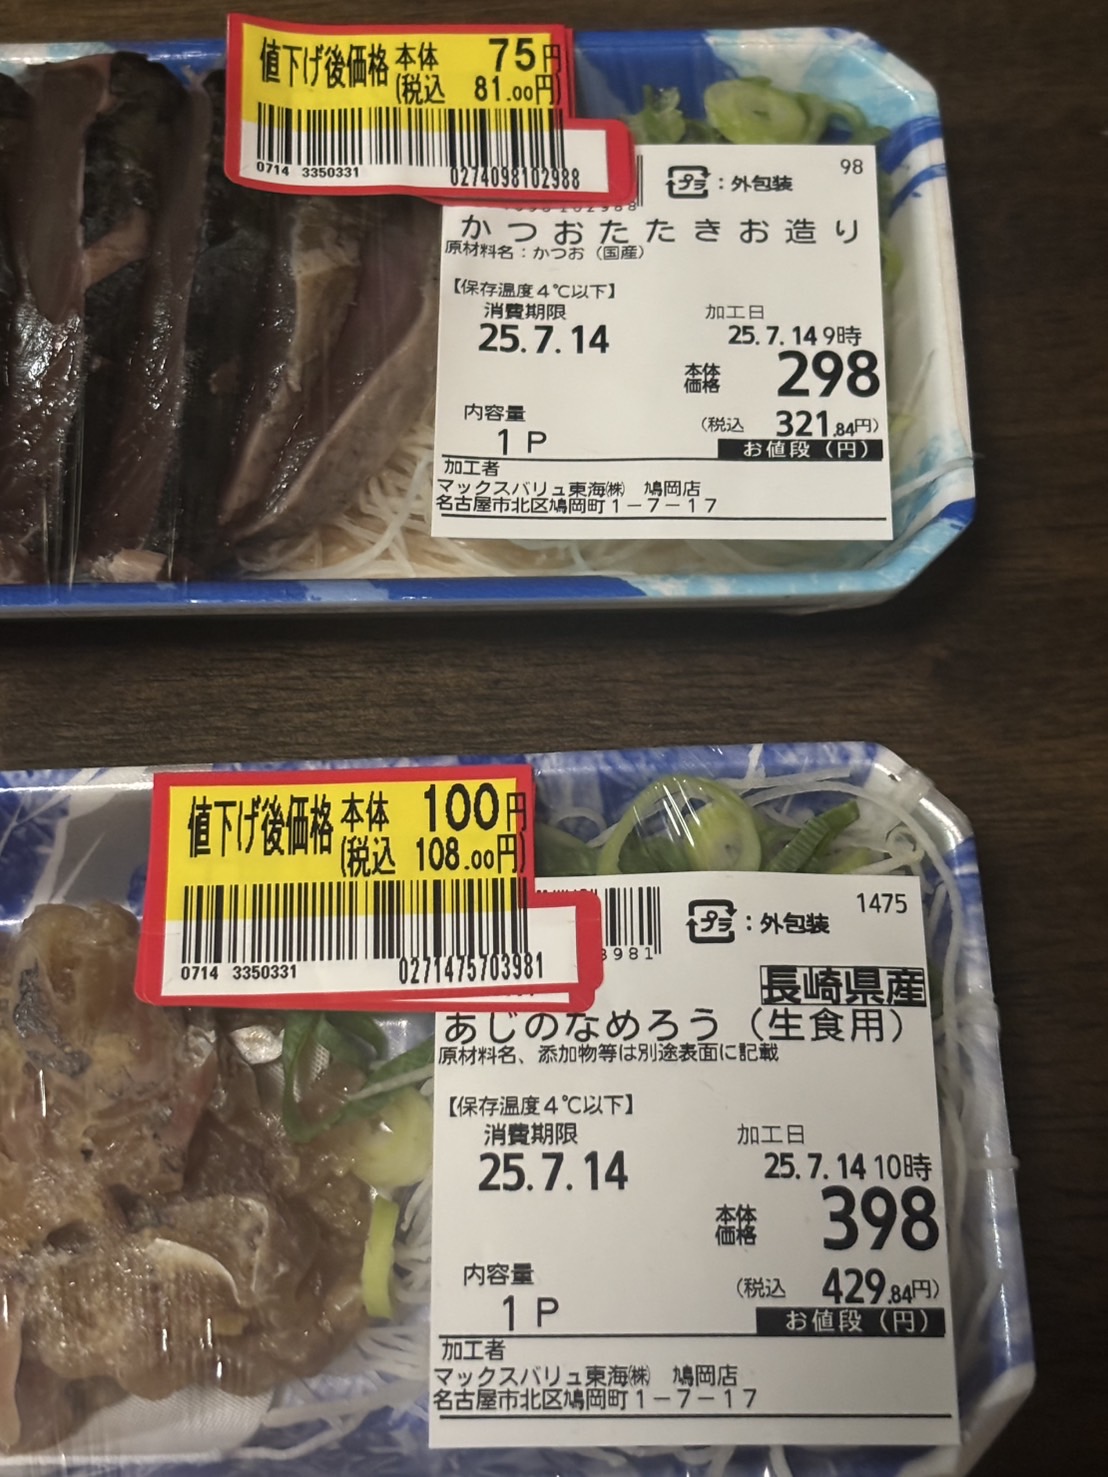 値下げ後価格 本体 75円
(税込 81.00円)
0714 3350331
0274098102988
プラ：外包装
98
かつおたたきお造り
原材料名：かつお（国産）
【保存温度4℃以下】
消費期限 加工日
25.7.14 25.7.14 9時
本体価格 298
内容量 (税込 321.84円)
1P お値段（円）
加工者
マックスバリュ東海㈱ 鳩岡店
名古屋市北区鳩岡町1－7－17
値下げ後価格 本体 100円
(税込 108.00円)
0714 3350331
0271475703981
プラ：外包装
1475
3981
長崎県産
あじのなめろう（生食用）
原材料名、添加物等は別途表面に記載
【保存温度4℃以下】
消費期限 加工日
25.7.14 25.7.14 10時
本体価格 398
内容量 (税込 429.84円)
1P お値段（円）
加工者
マックスバリュ東海㈱ 鳩岡店
名古屋市北区鳩岡町1－7－17